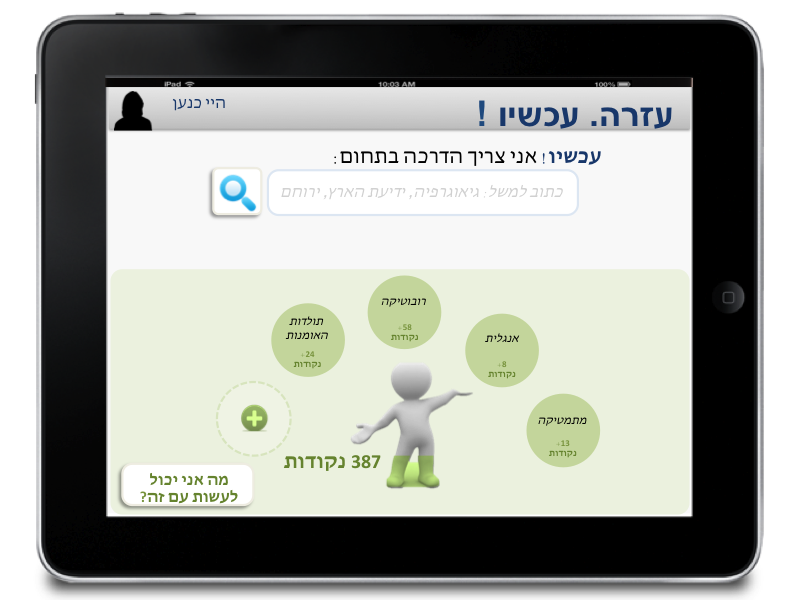 iPad 10:03 AM 100%
עזרה. עכשיו !
היי כנען
עכשיו! אני צריך הדרכה בתחום:
כתוב למשל: גיאוגרפיה, ידיעת הארץ, ירוחם
רובוטיקה
+58
נקודות
תולדות
האומנות
+24
נקודות
אנגלית
+8
נקודות
מתמטיקה
+13
נקודות
387 נקודות
מה אני יכול
לעשות עם זה?